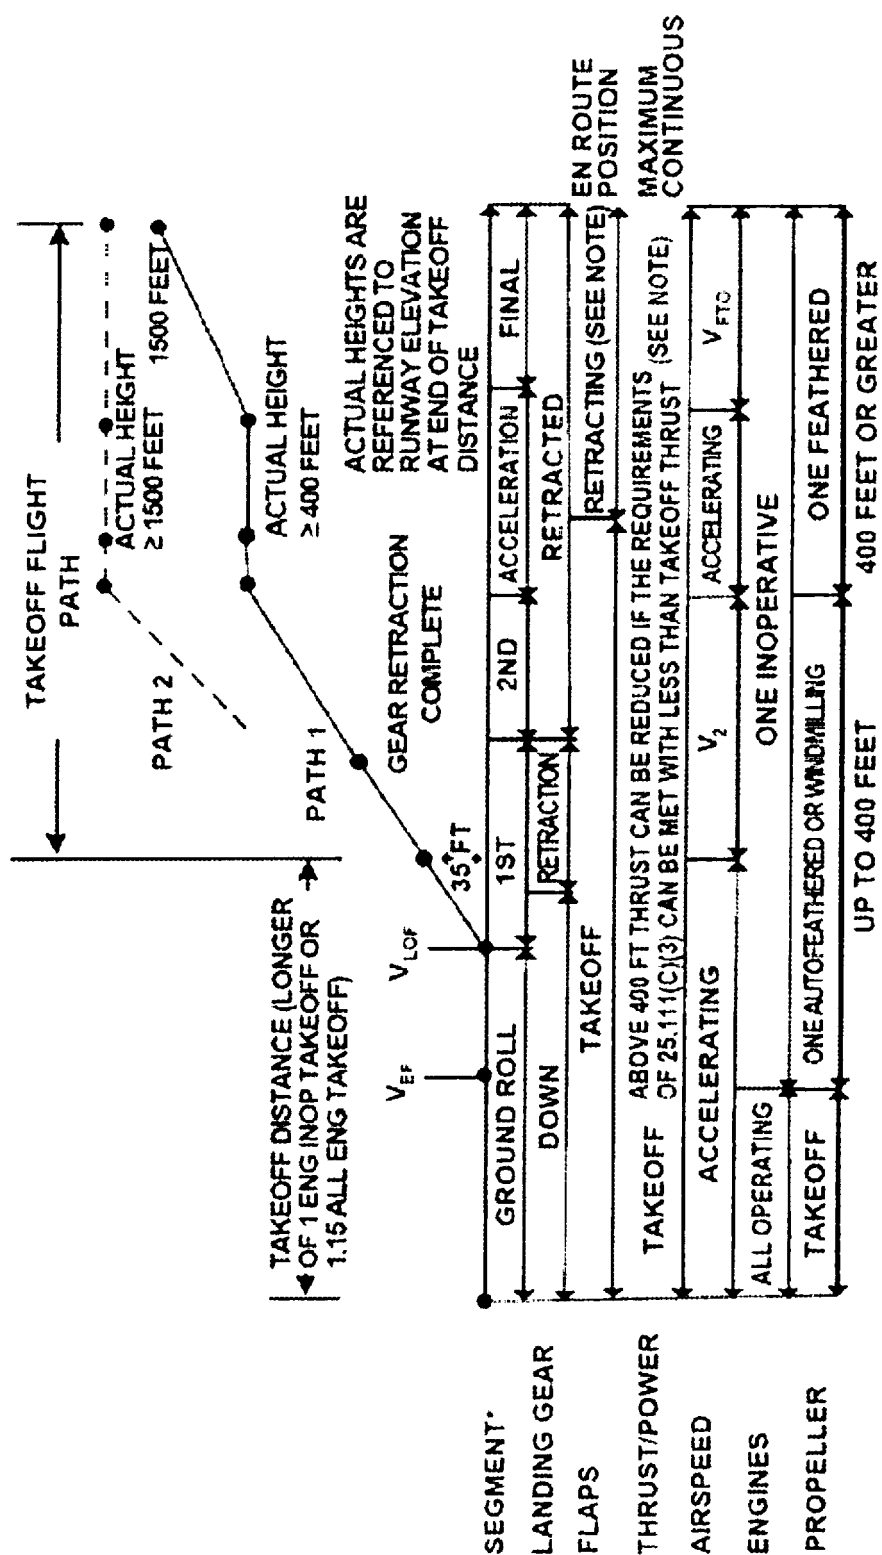 TAKEOFF FLIGHT
PATH
ACTUAL HEIGHT
≥ 1500 FEET
1500 FEET
PATH 2
ACTUAL HEIGHT
≥ 400 FEET
PATH 1
TAKEOFF DISTANCE (LONGER
OF 1 ENG INOP TAKEOFF OR
1.15 ALL ENG TAKEOFF)
ACTUAL HEIGHTS ARE
REFERENCED TO
RUNWAY ELEVATION
AT END OF TAKEOFF
DISTANCE
GEAR RETRACTION
COMPLETE
35 FT
VEF
VLOF
SEGMENT*
GROUND ROLL
1ST
2ND
ACCELERATION
FINAL
LANDING GEAR
DOWN
RETRACTION
RETRACTED
FLAPS
TAKEOFF
RETRACTING (SEE NOTE)
EN ROUTE
POSITION
THRUST/POWER
TAKEOFF
ABOVE 400 FT THRUST CAN BE REDUCED IF THE REQUIREMENTS
OF 25.111(C)(3) CAN BE MET WITH LESS THAN TAKEOFF THRUST
(SEE NOTE)
MAXIMUM
CONTINUOUS
AIRSPEED
ACCELERATING
V2
ACCELERATING
VFTO
ENGINES
ALL OPERATING
ONE INOPERATIVE
PROPELLER
TAKEOFF
ONE AUTOFEATHERED OR WINDMILLING
ONE FEATHERED
UP TO 400 FEET
400 FEET OR GREATER